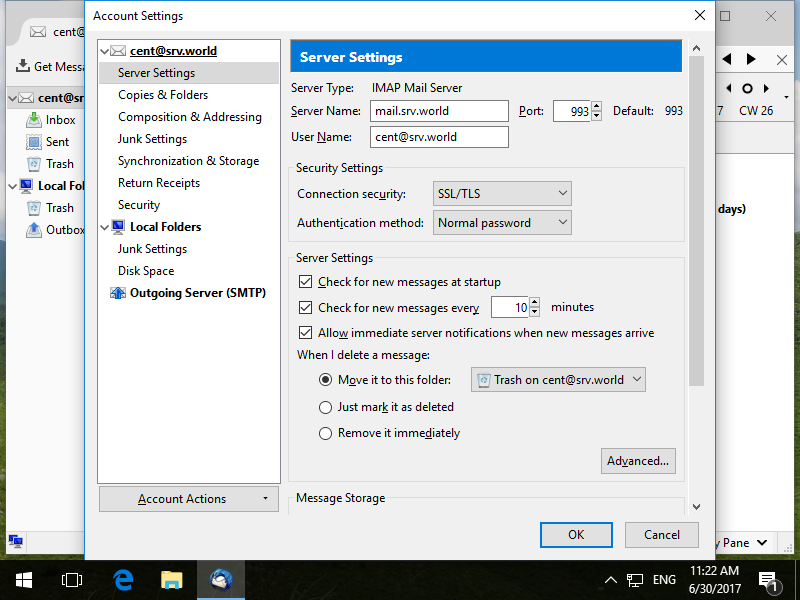 Account Settings
cent@
Get Messa
cent@sr
Inbox
Sent
Trash
Local Fol
Trash
Outbox
cent@srv.world
Server Settings
Copies & Folders
Composition & Addressing
Junk Settings
Synchronization & Storage
Return Receipts
Security
Local Folders
Junk Settings
Disk Space
Outgoing Server (SMTP)
Account Actions
Server Settings
Server Type: IMAP Mail Server
Server Name: mail.srv.world Port: 993 Default: 993
User Name: cent@srv.world
Security Settings
Connection security: SSL/TLS
Authentication method: Normal password
Server Settings
Check for new messages at startup
Check for new messages every 10 minutes
Allow immediate server notifications when new messages arrive
When I delete a message:
Move it to this folder: Trash on cent@srv.world
Just mark it as deleted
Remove it immediately
Advanced...
Message Storage
OK Cancel
7 CW 26
days)
y Pane
ENG
11:22 AM
6/30/2017
1